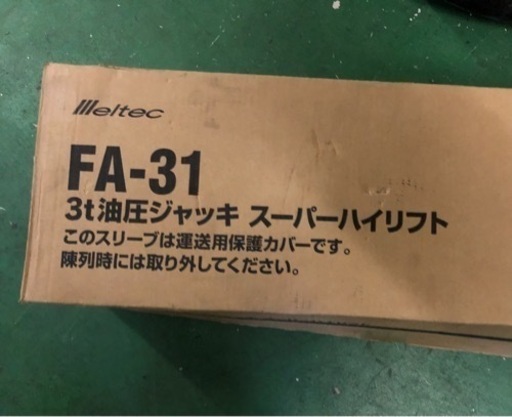 Meltec
FA-31
3t油圧ジャッキ スーパーハイリフト
このスリーブは運送用保護カバーです。
陳列時には取り外してください。